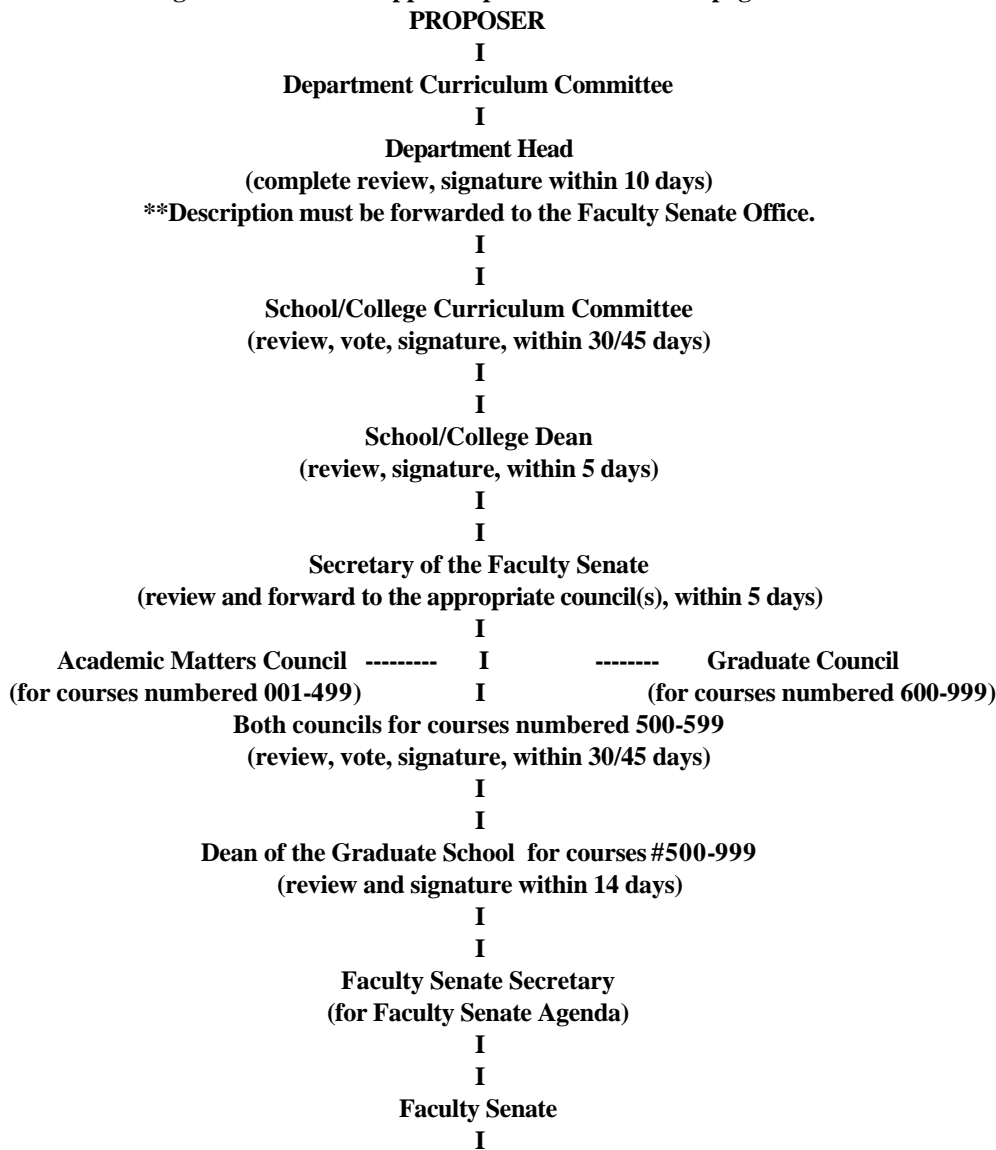 PROPOSER
I
Department Curriculum Committee
I
Department Head
(complete review, signature within 10 days)
**Description must be forwarded to the Faculty Senate Office.
I
I
School/College Curriculum Committee
(review, vote, signature, within 30/45 days)
I
I
School/College Dean
(review, signature, within 5 days)
I
I
Secretary of the Faculty Senate
(review and forward to the appropriate council(s), within 5 days)
I
Academic Matters Council --------- I -------- Graduate Council
(for courses numbered 001-499) I (for courses numbered 600-999)
Both councils for courses numbered 500-599
(review, vote, signature, within 30/45 days)
I
I
Dean of the Graduate School for courses #500-999
(review and signature within 14 days)
I
I
Faculty Senate Secretary
(for Faculty Senate Agenda)
I
I
Faculty Senate
I